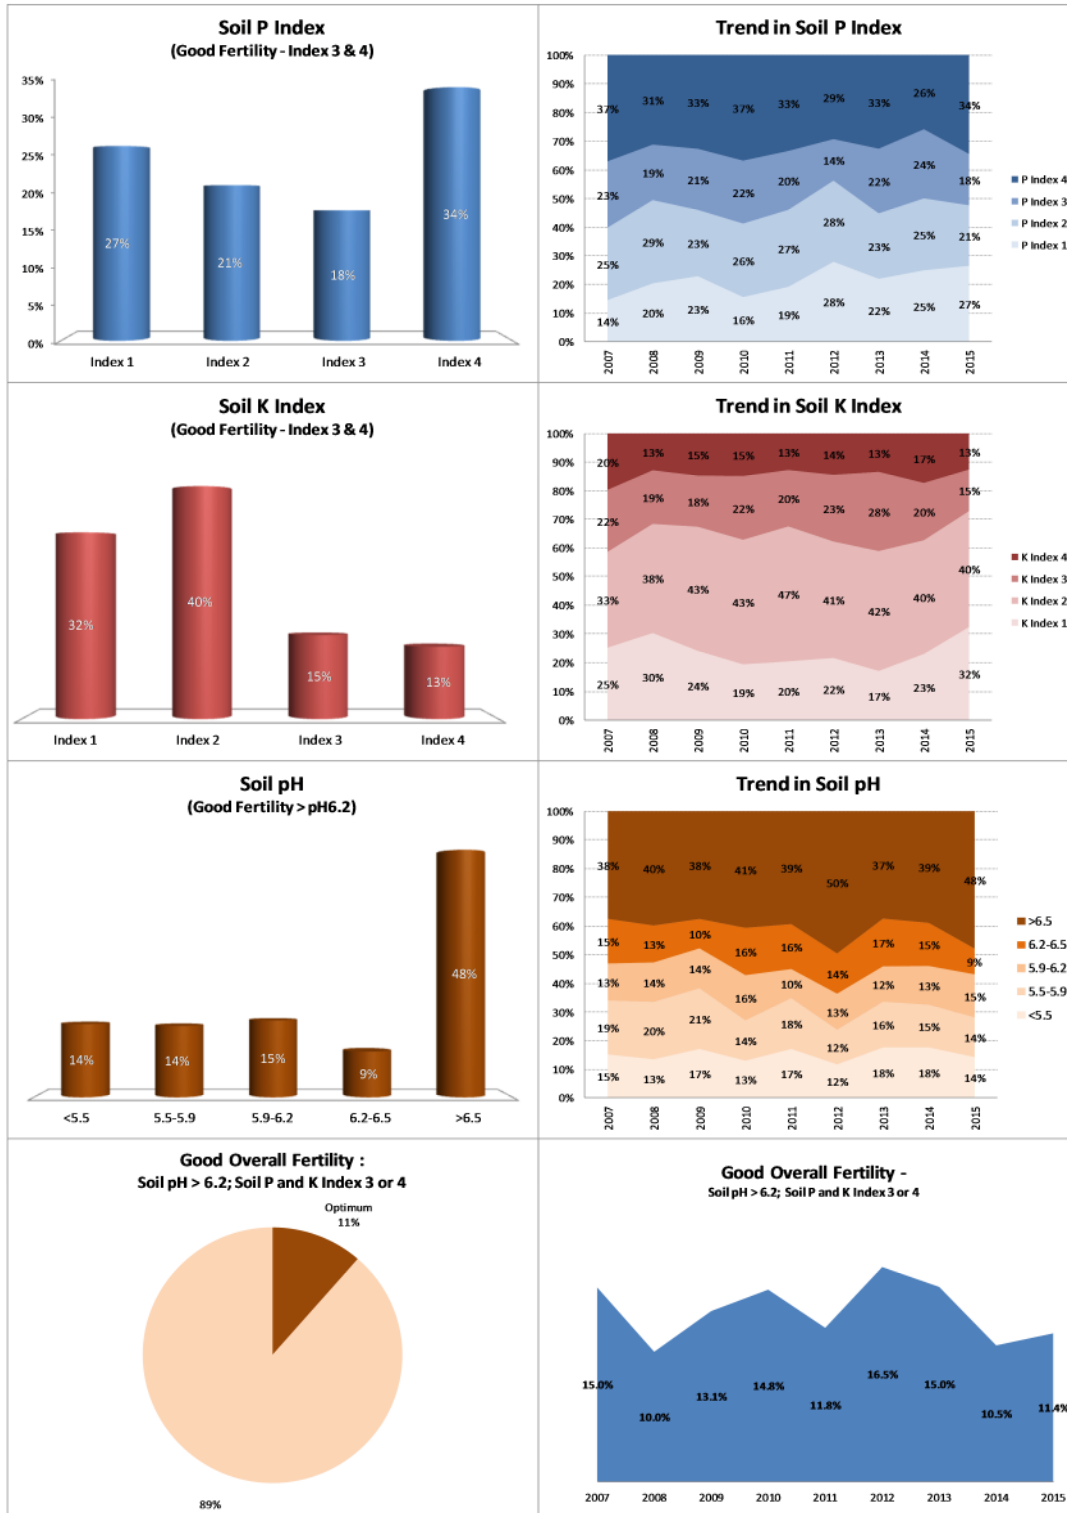 Soil P Index
(Good Fertility - Index 3 & 4)
35%
30%
25%
20%
15%
10%
5%
0%
27%
21%
18%
34%
Index 1 Index 2 Index 3 Index 4
Trend in Soil P Index
100%
90%
80%
70%
60%
50%
40%
30%
20%
10%
0%
37% 31% 33% 37% 33% 29% 33% 26% 34%
23% 19% 21% 22% 20% 14% 22% 24% 18%
25% 29% 23% 26% 27% 28% 23% 25% 21%
14% 20% 23% 16% 19% 28% 22% 25% 27%
2007 2008 2009 2010 2011 2012 2013 2014 2015
P Index 4
P Index 3
P Index 2
P Index 1
Soil K Index
(Good Fertility - Index 3 & 4)
32%
40%
15%
13%
Index 1 Index 2 Index 3 Index 4
Trend in Soil K Index
100%
90%
80%
70%
60%
50%
40%
30%
20%
10%
0%
20% 13% 15% 15% 13% 14% 13% 17% 13%
22% 19% 18% 22% 20% 23% 28% 20% 15%
33% 38% 43% 43% 47% 41% 42% 40% 40%
25% 30% 24% 19% 20% 22% 17% 23% 32%
2007 2008 2009 2010 2011 2012 2013 2014 2015
K Index 4
K Index 3
K Index 2
K Index 1
Soil pH
(Good Fertility > pH6.2)
14%
14%
15%
9%
48%
<5.5 5.5-5.9 5.9-6.2 6.2-6.5 >6.5
Trend in Soil pH
100%
90%
80%
70%
60%
50%
40%
30%
20%
10%
0%
38% 40% 38% 41% 39% 50% 37% 39% 48%
15% 13% 10% 16% 16% 14% 17% 15% 9%
13% 14% 14% 16% 10% 13% 12% 13% 15%
19% 20% 21% 14% 18% 12% 16% 15% 14%
15% 13% 17% 13% 17% 12% 18% 18% 14%
2007 2008 2009 2010 2011 2012 2013 2014 2015
>6.5
6.2-6.5
5.9-6.2
5.5-5.9
<5.5
Good Overall Fertility :
Soil pH > 6.2; Soil P and K Index 3 or 4
Optimum
11%
89%
Good Overall Fertility -
Soil pH > 6.2; Soil P and K Index 3 or 4
15.0% 10.0% 13.1% 14.8% 11.8% 16.5% 15.0% 10.5% 11.4%
2007 2008 2009 2010 2011 2012 2013 2014 2015